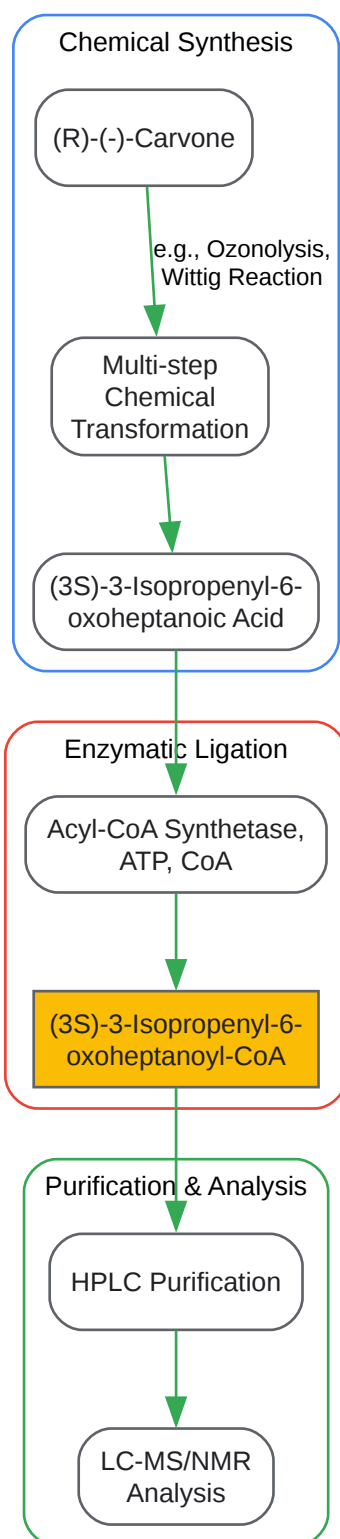 Chemical Synthesis
(R)-(-)-Carvone
e.g., Ozonolysis,
Wittig Reaction
Multi-step
Chemical
Transformation
(3S)-3-Isopropenyl-6-
oxoheptanoic Acid
Enzymatic Ligation
Acyl-CoA Synthetase,
ATP, CoA
(3S)-3-Isopropenyl-6-
oxoheptanoyl-CoA
Purification & Analysis
HPLC Purification
LC-MS/NMR
Analysis